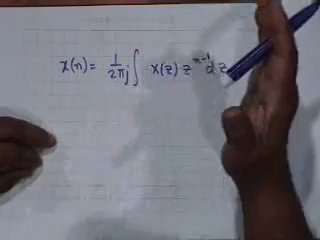 x(n) = 1/2πj ∫ X(z) z^{n-1} dz